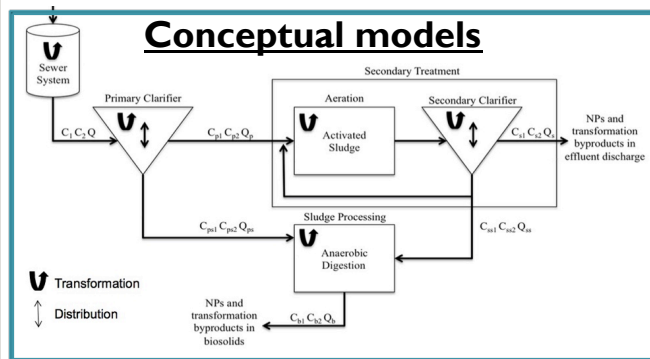 Conceptual models
Sewer
System
Secondary Treatment
Primary Clarifier
Aeration
Secondary Clarifier
C1 C2 Q
Cp1 Cp2 Qp
Activated
Sludge
Cs1 Cs2 Qs
NPs and
transformation
byproducts in
effluent discharge
Sludge Processing
Cps1 Cps2 Qps
Css1 Css2 Qss
Anaerobic
Digestion
Transformation
Distribution
NPs and
transformation
byproducts in
biosolids
Cb1 Cb2 Qb